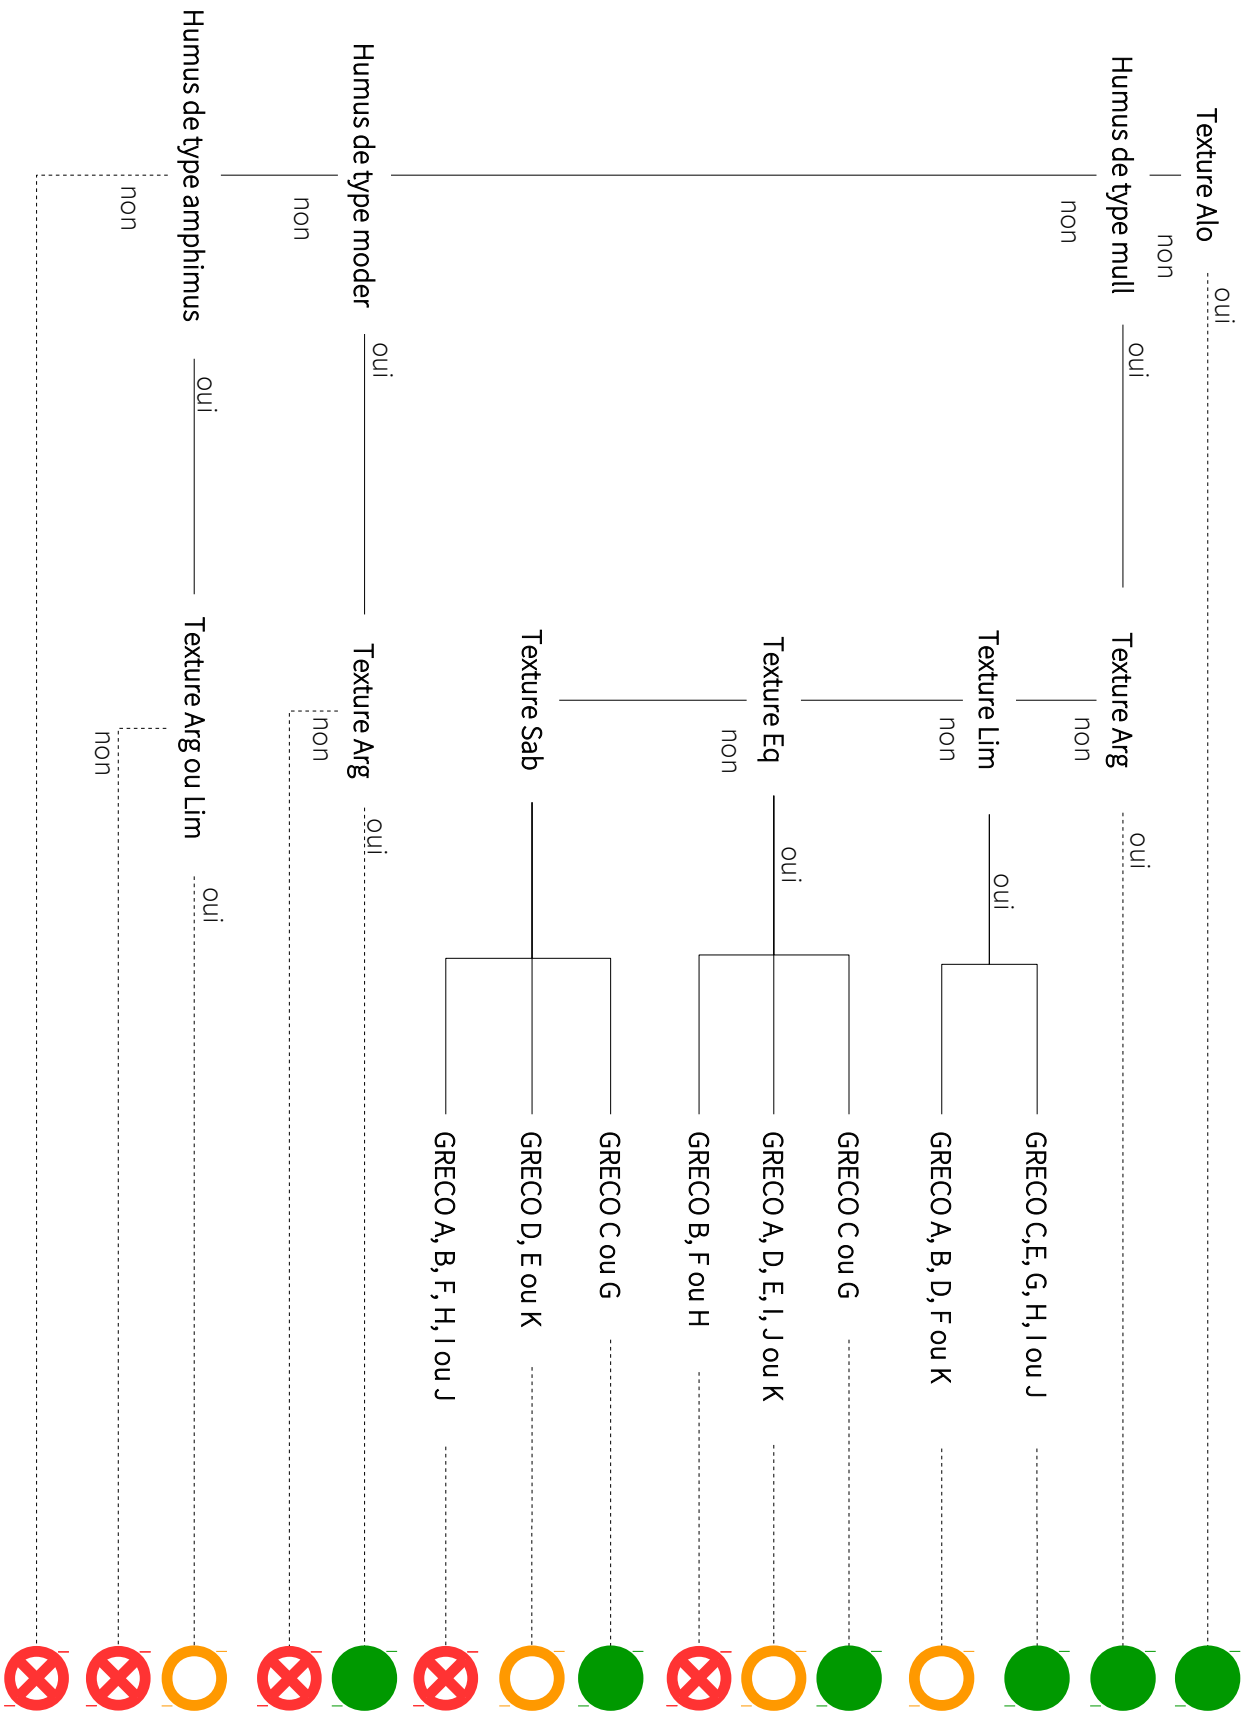 Texture Alo
oui
non
Humus de type mull
oui
non
Texture Arg
oui
non
Texture Lim
oui
non
GRECO C,E, G, H, I ou J
GRECO A, B, D, F ou K
Texture Eq
oui
non
GRECO C ou G
GRECO A, D, E, I, J ou K
GRECO B, F ou H
Texture Sab
GRECO C ou G
GRECO D, E ou K
GRECO A, B, F, H, I ou J
Humus de type moder
oui
non
Texture Arg
oui
non
Humus de type amphimus
oui
non
Texture Arg ou Lim
oui
non